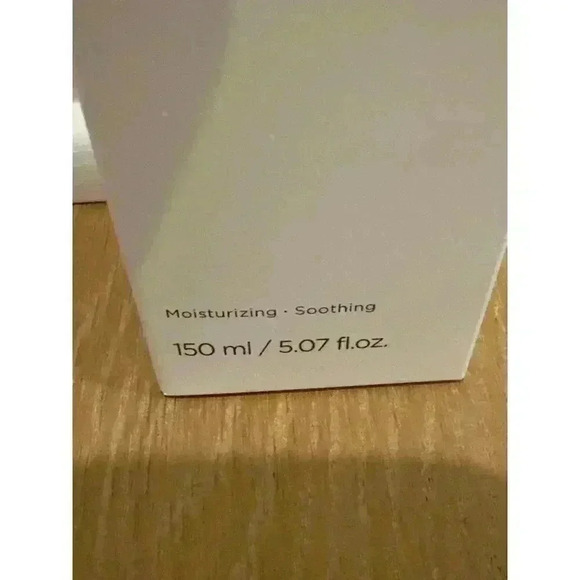 Moisturizing · Soothing
150 ml / 5.07 fl.oz.